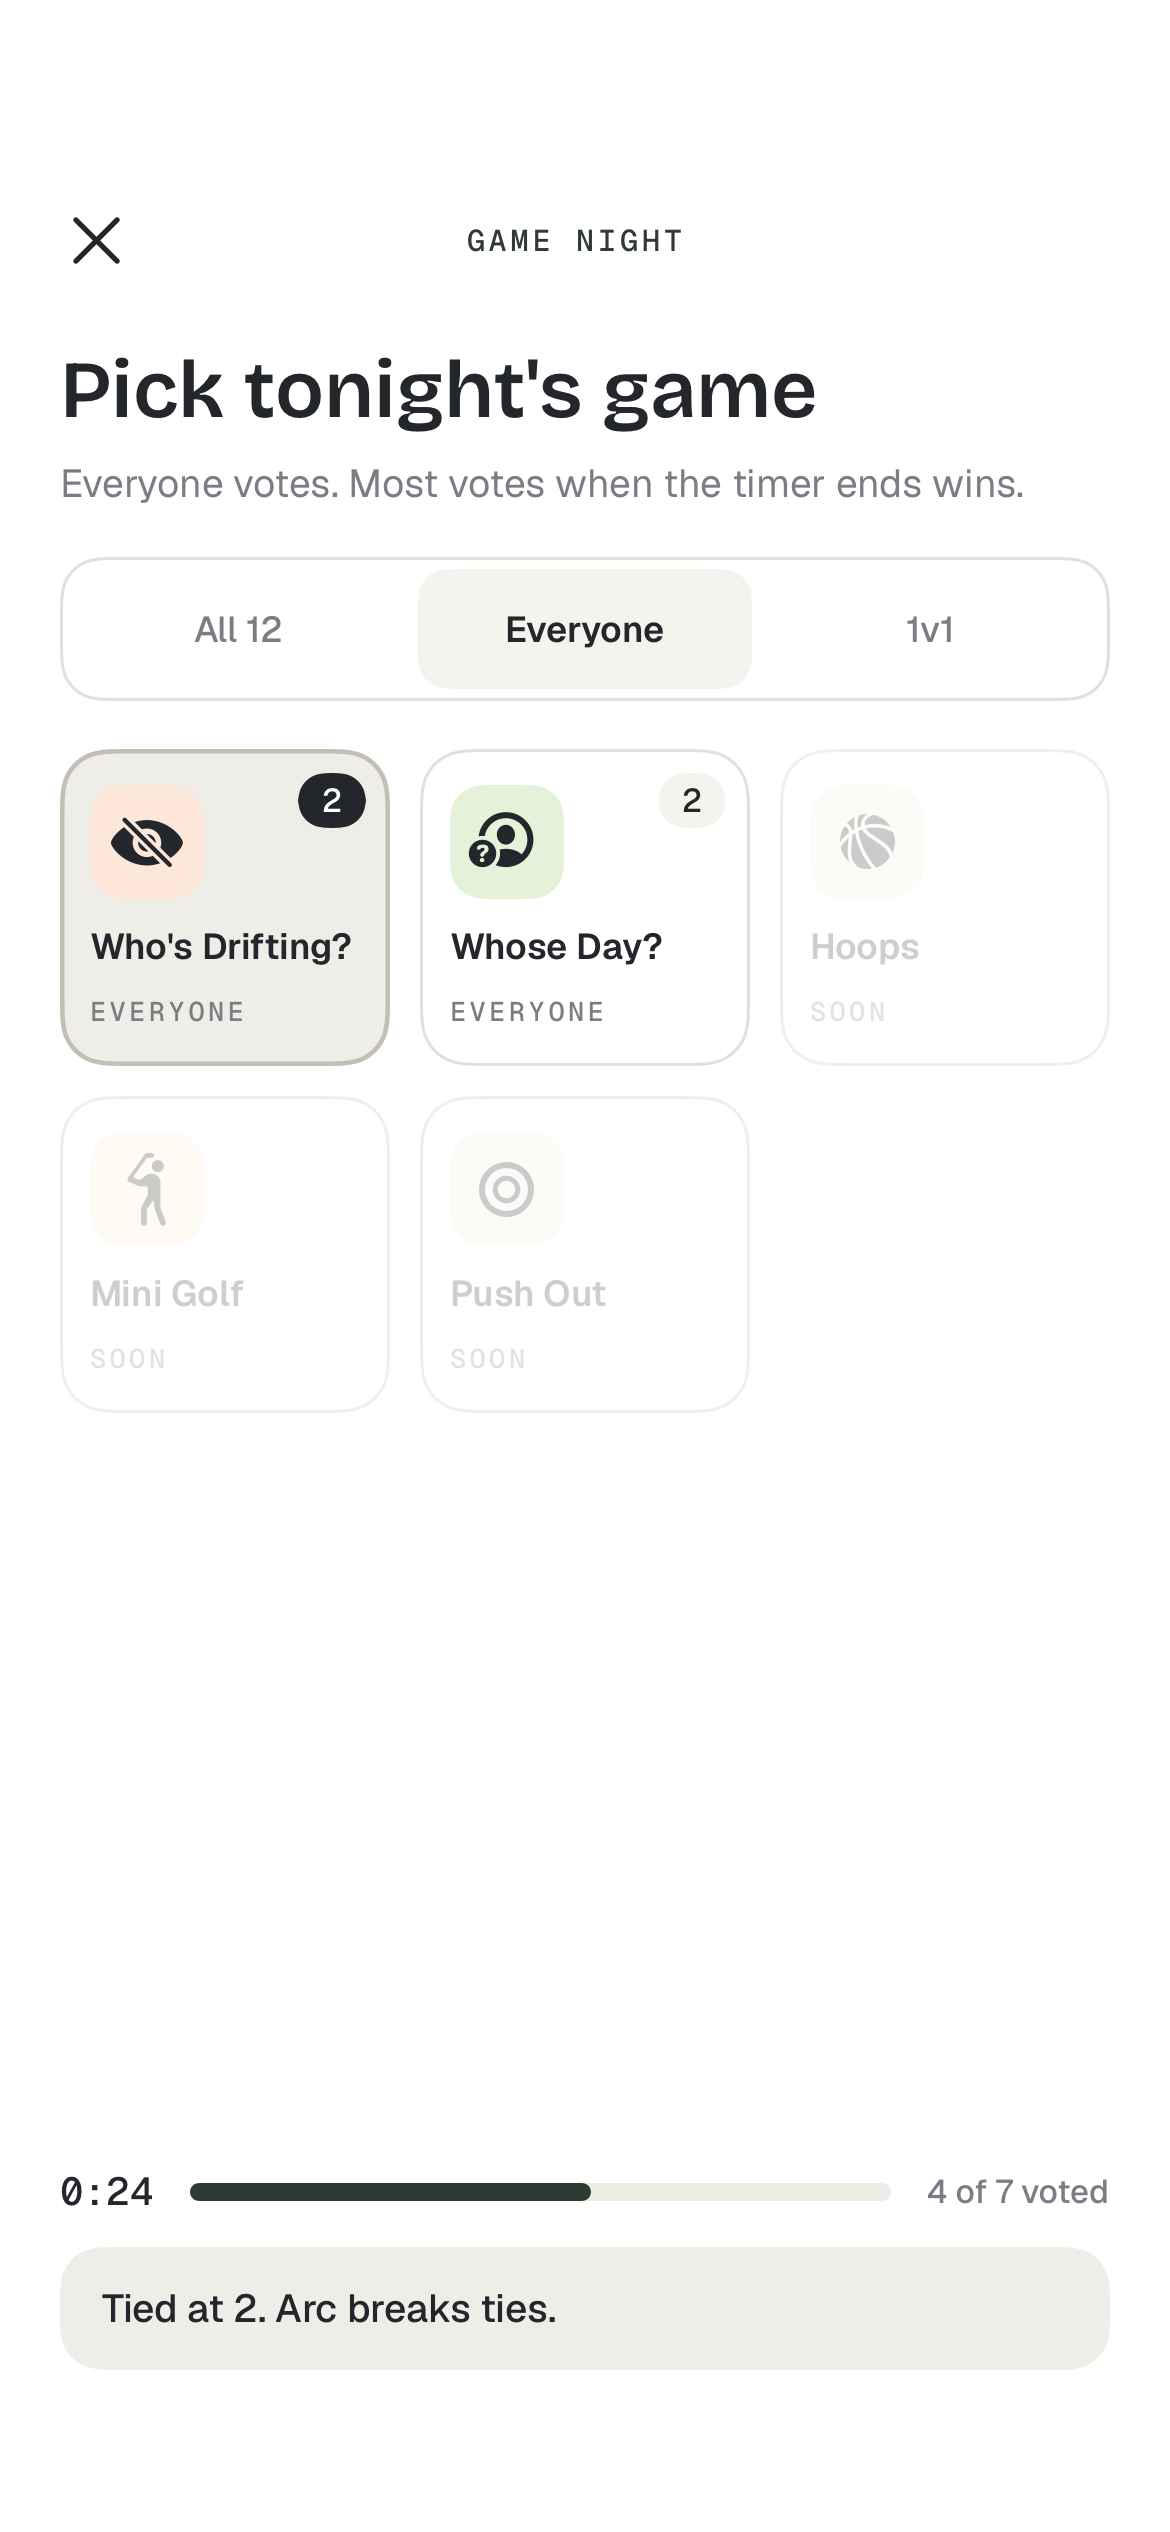 GAME NIGHT
Pick tonight's game
Everyone votes. Most votes when the timer ends wins.
All 12
Everyone
1v1
2
Who's Drifting?
EVERYONE
2
?
Whose Day?
EVERYONE
Hoops
SOON
Mini Golf
SOON
Push Out
SOON
0:24
4 of 7 voted
Tied at 2. Arc breaks ties.